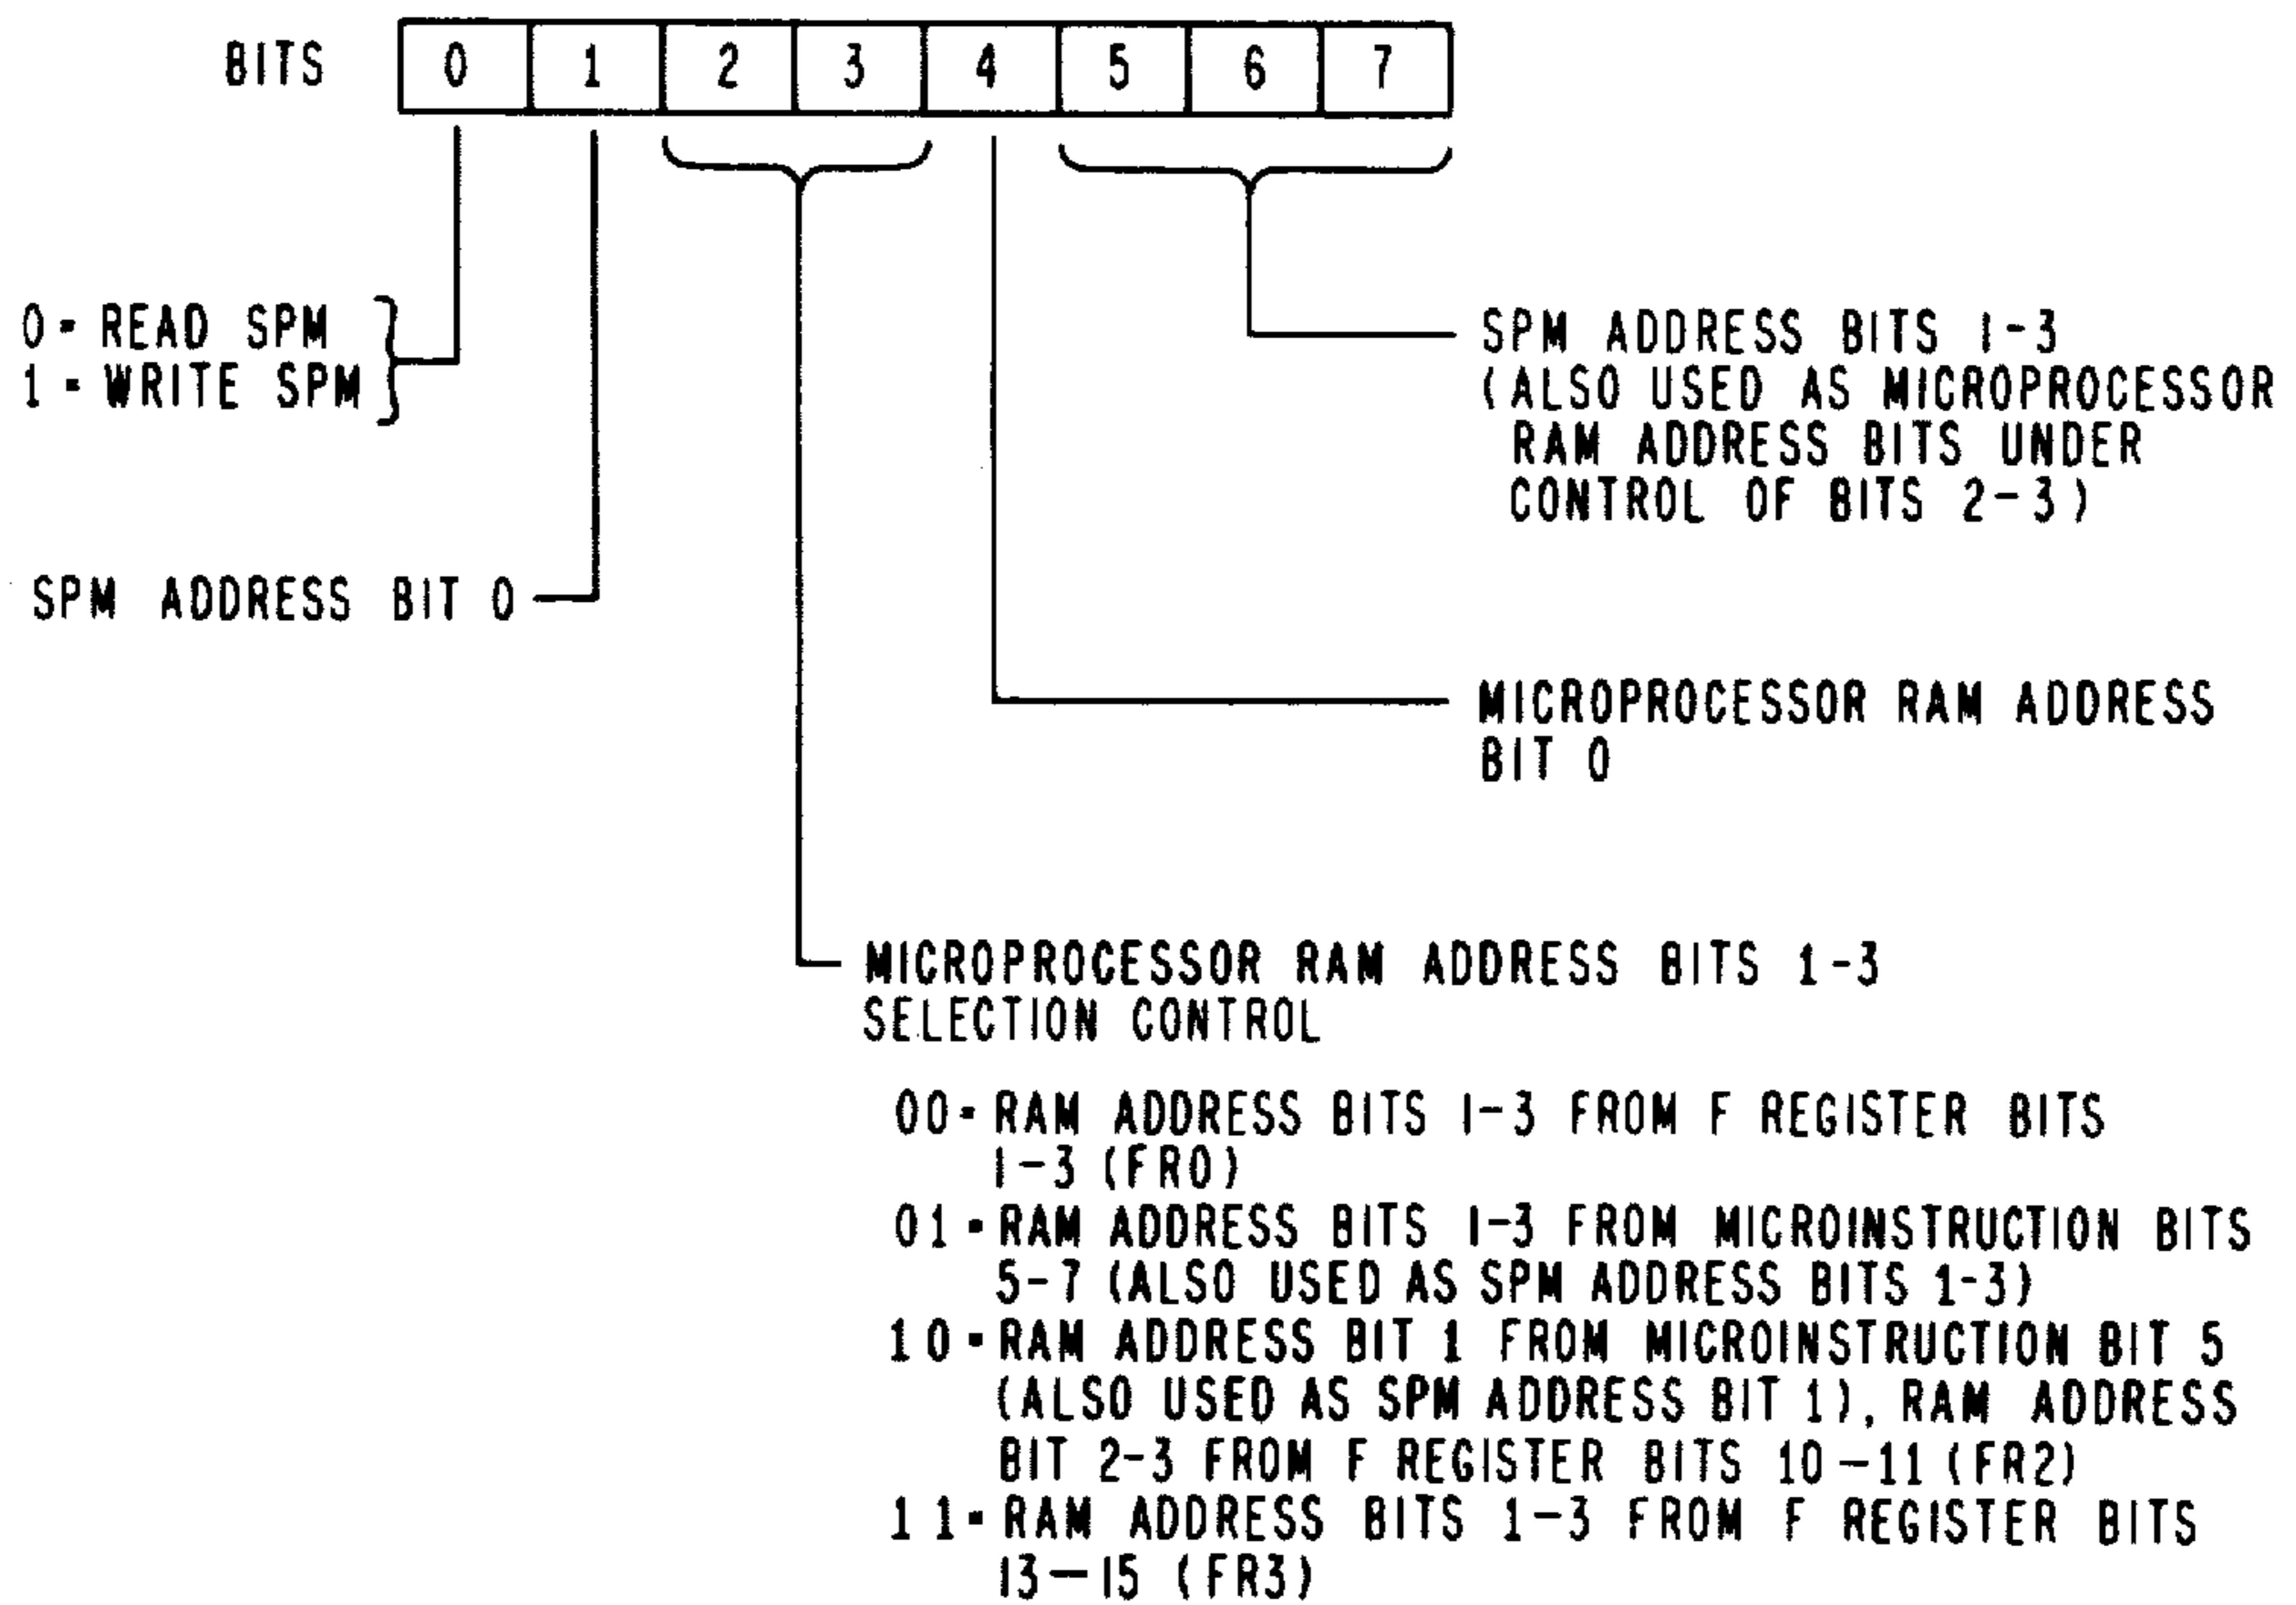 BITS 0 1 2 3 4 5 6 7
0 = READ SPM
1 = WRITE SPM
SPM ADDRESS BITS 1-3
(ALSO USED AS MICROPROCESSOR
RAM ADDRESS BITS UNDER
CONTROL OF BITS 2-3)
SPM ADDRESS BIT 0
MICROPROCESSOR RAM ADDRESS
BIT 0
MICROPROCESSOR RAM ADDRESS BITS 1-3
SELECTION CONTROL
00 = RAM ADDRESS BITS 1-3 FROM F REGISTER BITS
1-3 (FR0)
01 = RAM ADDRESS BITS 1-3 FROM MICROINSTRUCTION BITS
5-7 (ALSO USED AS SPM ADDRESS BITS 1-3)
10 = RAM ADDRESS BIT 1 FROM MICROINSTRUCTION BIT 5
(ALSO USED AS SPM ADDRESS BIT 1), RAM ADDRESS
BIT 2-3 FROM F REGISTER BITS 10-11 (FR2)
11 = RAM ADDRESS BITS 1-3 FROM F REGISTER BITS
13-15 (FR3)